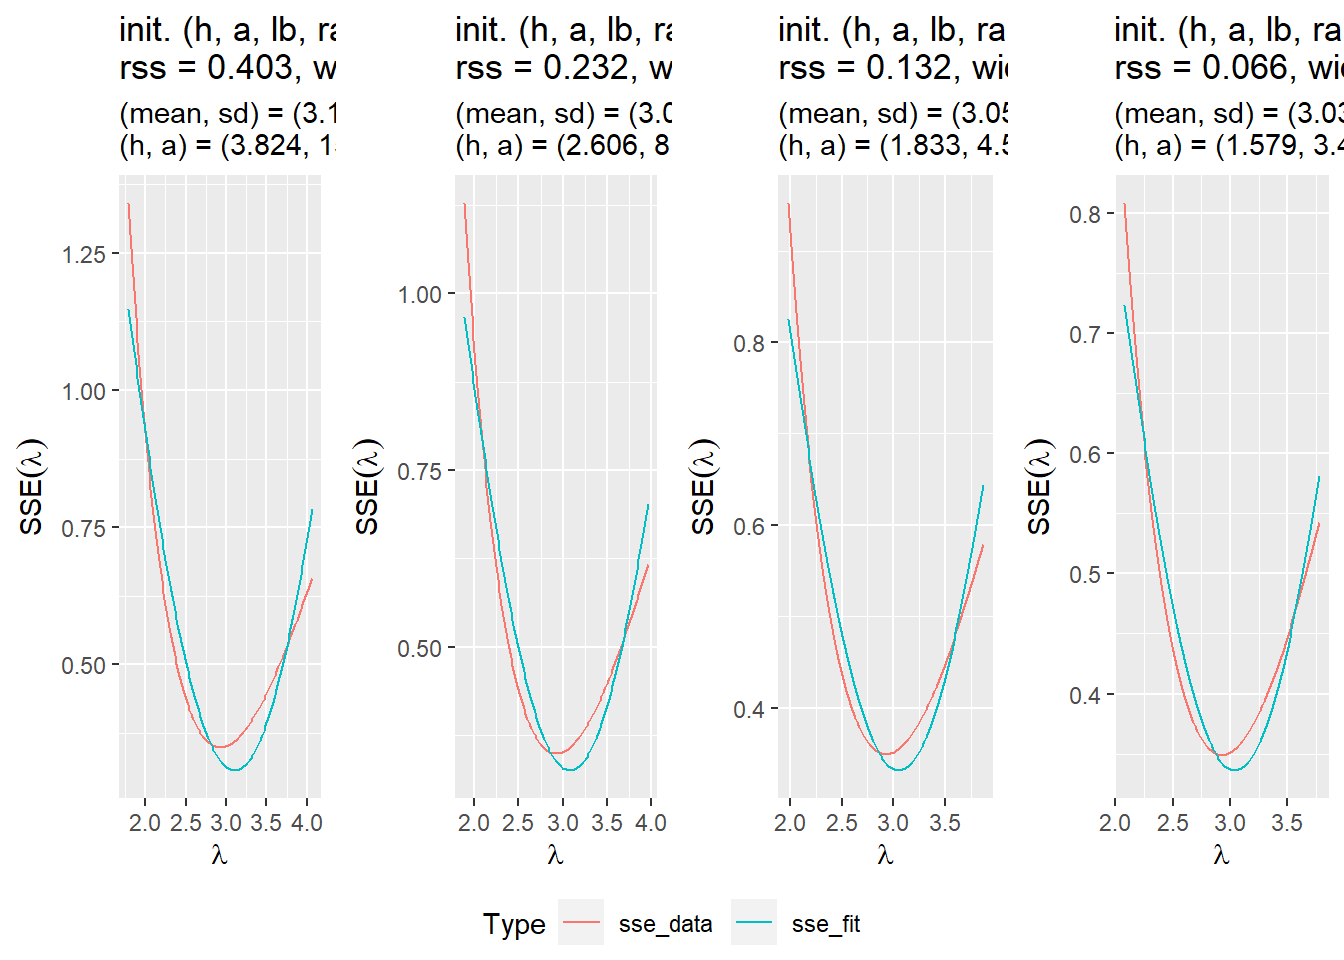 init. (h, a, lb,
rss = 0.403,
(mean, sd) = (3.1
(h, a) = (3.824,
SSE(λ)
1.25
1.00
0.75
0.50
2.0 2.5 3.0 3.5 4.0
λ
init. (h, a, lb,
rss = 0.232,
(mean, sd) = (3.0
(h, a) = (2.606, 8
SSE(λ)
1.00
0.75
0.50
2.0 2.5 3.0 3.5 4.0
λ
init. (h, a, lb, ra
rss = 0.132,
(mean, sd) = (3.05
(h, a) = (1.833, 4.5
SSE(λ)
0.8
0.6
0.4
2.0 2.5 3.0 3.5
λ
init. (h, a, lb, ra
rss = 0.066,
(mean, sd) = (3.03
(h, a) = (1.579, 3.4
SSE(λ)
0.8
0.7
0.6
0.5
0.4
2.0 2.5 3.0 3.5
λ
Type sse_data sse_fit